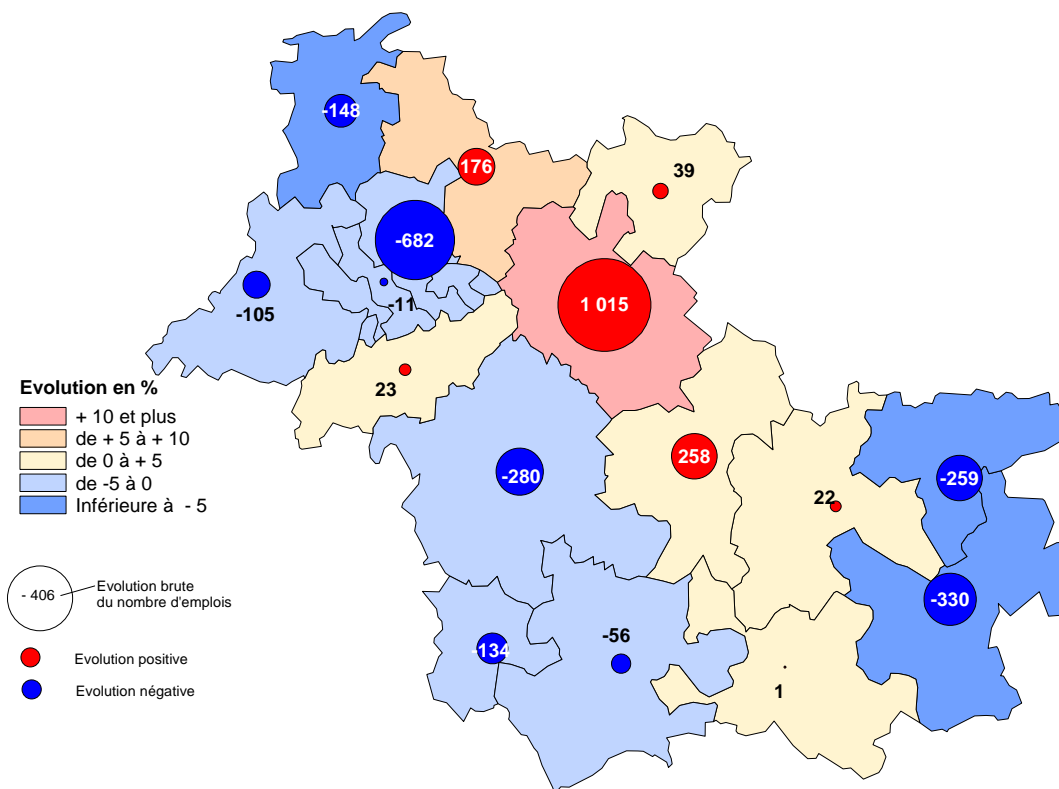 -148
176
39
-682
1 015
-105
-11
23
Evolution en %
+ 10 et plus
de + 5 à + 10
de 0 à + 5
de -5 à 0
Inférieure à - 5
-280
258
22
-259
- 406
Evolution brute
du nombre d'emplois
-330
-134
-56
Evolution positive
Evolution négative
1